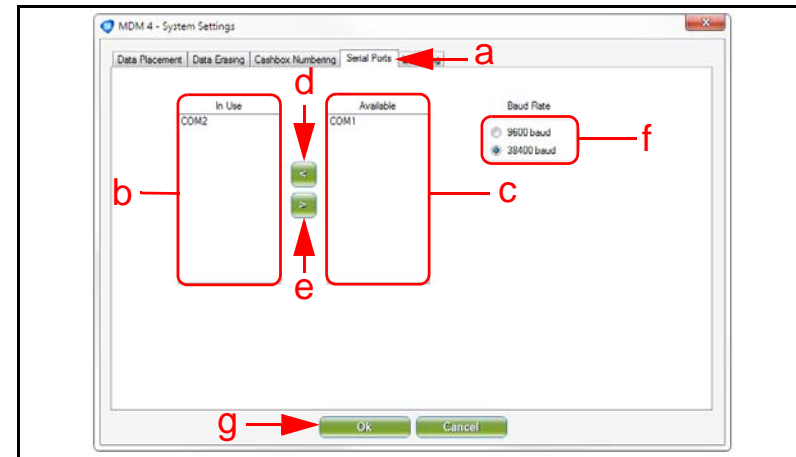 MDM 4 - System Settings
Data Placement Data Erasing Cashbox Numbering Serial Ports a
d
In Use Available Baud Rate
COM2 COM1
9600 baud
38400 baud
f
<
b c
>
e
g Ok Cancel